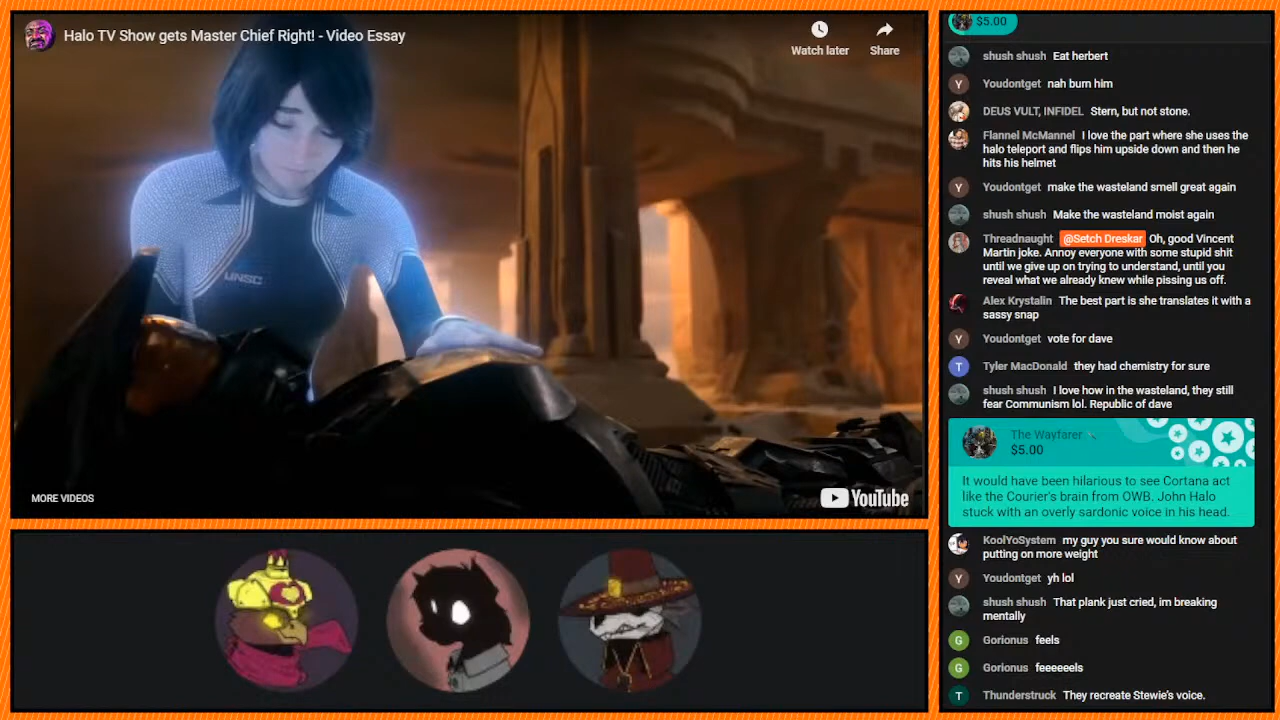 Halo TV Show gets Master Chief Right! - Video Essay
Watch later
Share
UNSC
MORE VIDEOS
YouTube
$5.00
shush shush Eat herbert
Y Youdontget nah burn him
DEUS VULT, INFIDEL Stern, but not stone.
Flannel McMannel I love the part where she uses the
halo teleport and flips him upside down and then he
hits his helmet
Y Youdontget make the wasteland smell great again
shush shush Make the wasteland moist again
Threadnaught @Setch Dreskar Oh, good Vincent
Martin joke. Annoy everyone with some stupid shit
until we give up on trying to understand, until you
reveal what we already knew while pissing us off.
Alex Krystalin The best part is she translates it with a
sassy snap
Y Youdontget vote for dave
T Tyler MacDonald they had chemistry for sure
shush shush I love how in the wasteland, they still
fear Communism lol. Republic of dave
The Wayfarer
$5.00
It would have been hilarious to see Cortana act
like the Courier's brain from OWB. John Halo
stuck with an overly sardonic voice in his head.
KoolYoSystem my guy you sure would know about
putting on more weight
Y Youdontget yh lol
shush shush That plank just cried, im breaking
mentally
G Gorionus feels
G Gorionus feeeeeels
T Thunderstruck They recreate Stewie's voice.